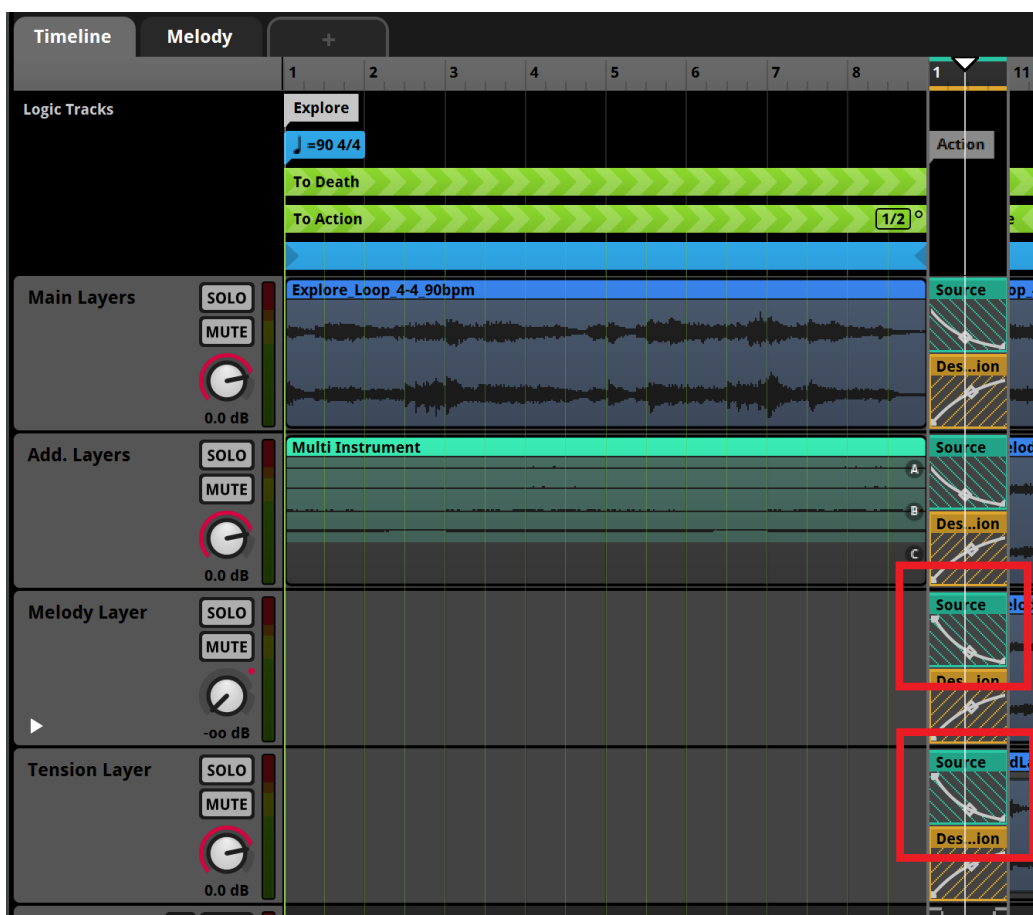 Timeline Melody +
1 2 3 4 5 6 7 8 1 11
Logic Tracks
Explore
=90 4/4
Action
To Death
To Action 1/2
Main Layers
SOLO
MUTE
0.0 dB
Explore_Loop_4-4_90bpm
Source
Des...ion
Add. Layers
SOLO
MUTE
0.0 dB
Multi Instrument
A
B
C
Source
Des...ion
Melody Layer
SOLO
MUTE
-oo dB
Source
Des...ion
Tension Layer
SOLO
MUTE
0.0 dB
Source
Des...ion